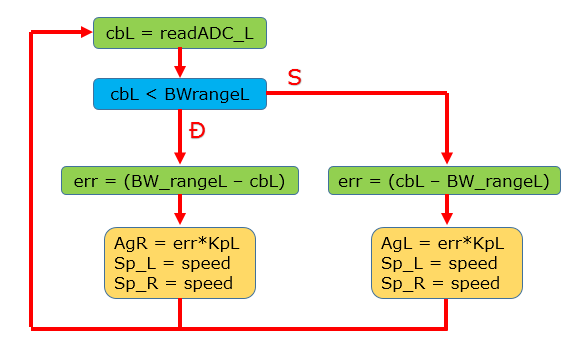 cbL = readADC_L
cbL < BWrangeL
S
Đ
err = (BW_rangeL – cbL)
err = (cbL – BW_rangeL)
AgR = err*KpL
Sp_L = speed
Sp_R = speed
AgL = err*KpL
Sp_L = speed
Sp_R = speed